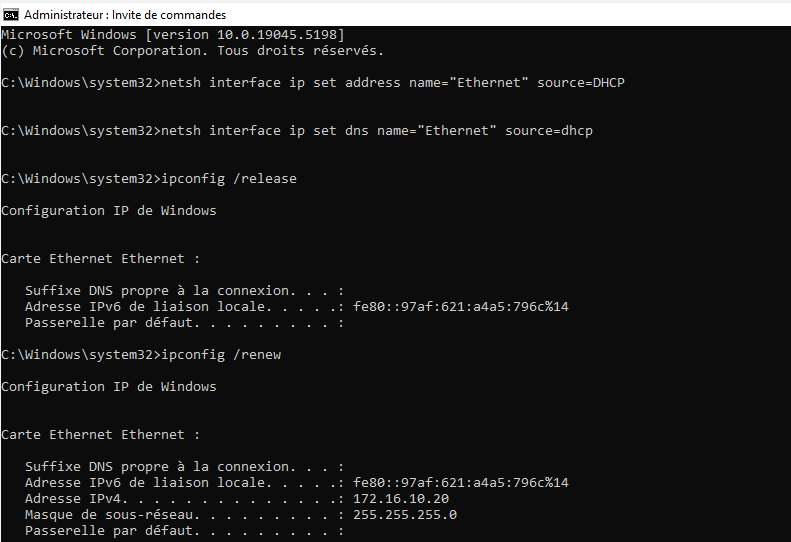 Administrateur : Invite de commandes
Microsoft Windows [version 10.0.19045.5198]
(c) Microsoft Corporation. Tous droits réservés.
C:\Windows\system32>netsh interface ip set address name="Ethernet" source=DHCP
C:\Windows\system32>netsh interface ip set dns name="Ethernet" source=dhcp
C:\Windows\system32>ipconfig /release
Configuration IP de Windows
Carte Ethernet Ethernet :
Suffixe DNS propre à la connexion. . . :
Adresse IPv6 de liaison locale. . . . .: fe80::97af:621:a4a5:796c%14
Passerelle par défaut. . . . . . . . . :
C:\Windows\system32>ipconfig /renew
Configuration IP de Windows
Carte Ethernet Ethernet :
Suffixe DNS propre à la connexion. . . :
Adresse IPv6 de liaison locale. . . . .: fe80::97af:621:a4a5:796c%14
Adresse IPv4. . . . . . . . . . . . . .: 172.16.10.20
Masque de sous-réseau. . . . . . . . . : 255.255.255.0
Passerelle par défaut. . . . . . . . . :